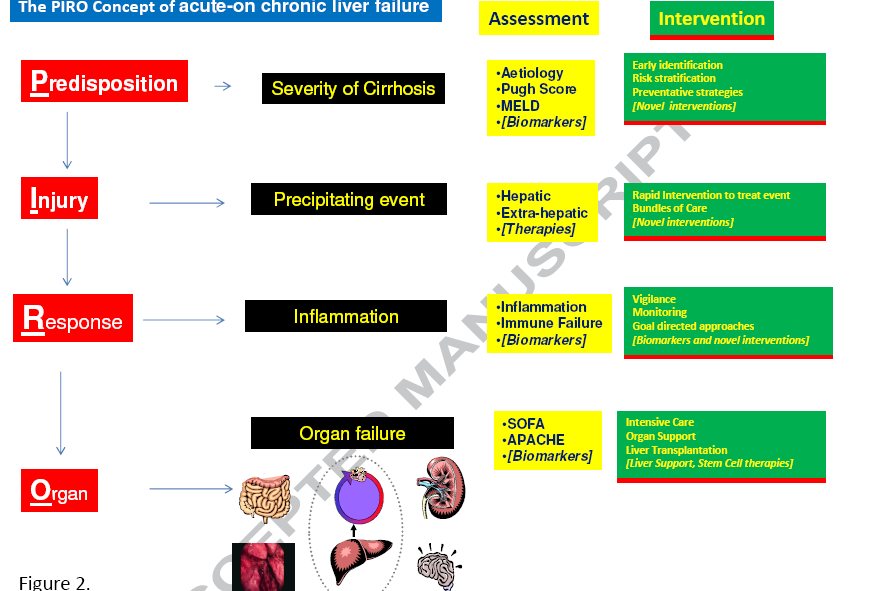 The PIRO Concept of acute-on chronic liver failure
Assessment
Intervention
Predisposition
Severity of Cirrhosis
•Aetiology
•Pugh Score
•MELD
•[Biomarkers]
Early identification
Risk stratification
Preventative strategies
[Novel interventions]
Injury
Precipitating event
•Hepatic
•Extra-hepatic
•[Therapies]
Rapid Intervention to treat event
Bundles of Care
[Novel interventions]
Response
Inflammation
•Inflammation
•Immune Failure
•[Biomarkers]
Vigilance
Monitoring
Goal directed approaches
[Biomarkers and novel interventions]
Organ
Organ failure
•SOFA
•APACHE
•[Biomarkers]
Intensive Care
Organ Support
Liver Transplantation
[Liver Support, Stem Cell therapies]
Figure 2.
SCEPTED MANUSCRIPT